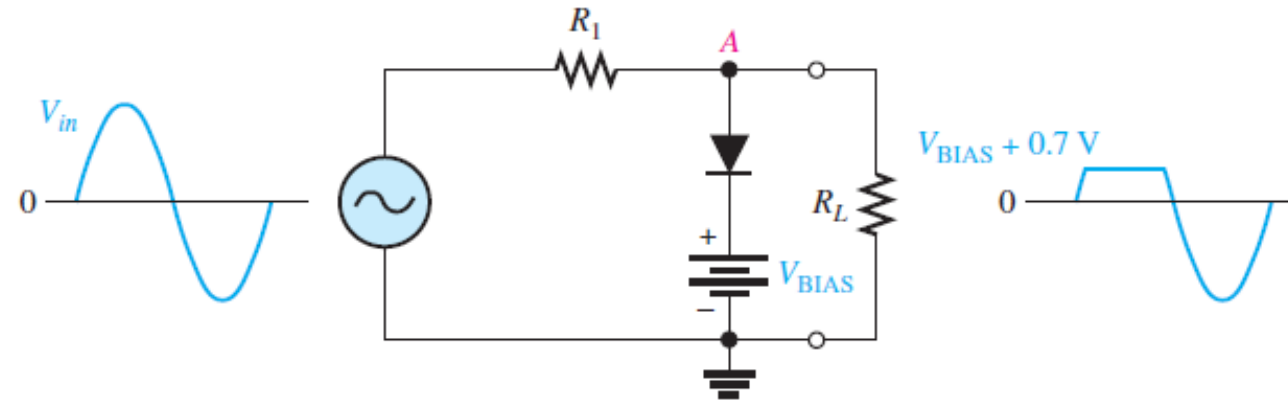 R1
A
Vin
VBIAS + 0.7 V
0
RL
0
+
VBIAS
−